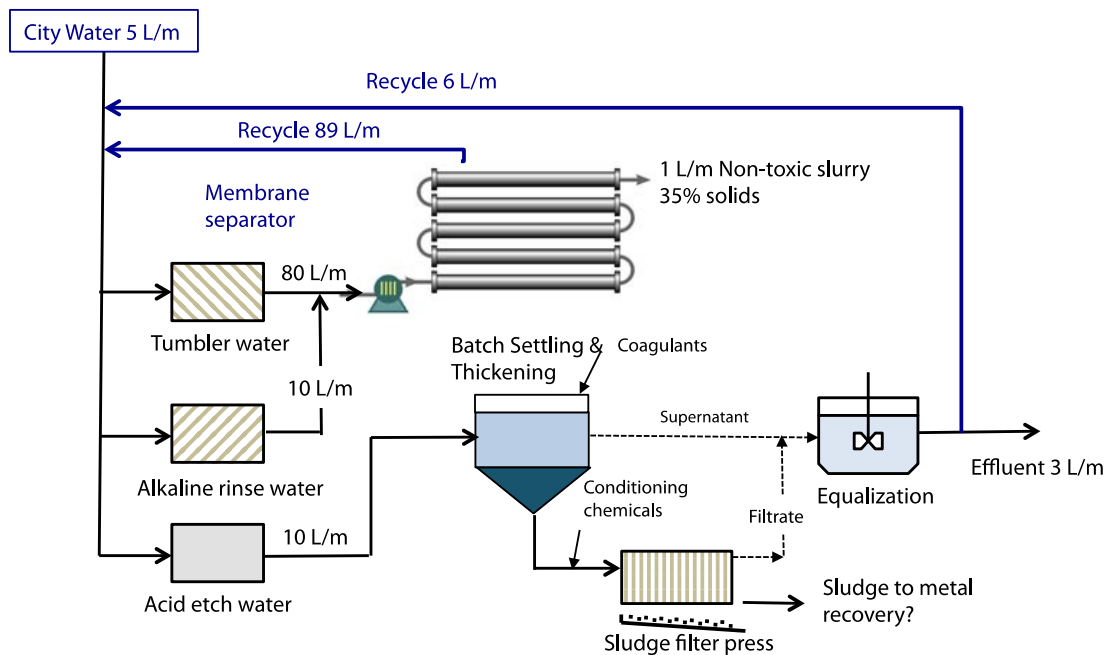 City Water 5 L/m
Recycle 6 L/m
Recycle 89 L/m
1 L/m Non-toxic slurry
35% solids
Membrane
separator
80 L/m
Tumbler water
Batch Settling &
Thickening
Coagulants
10 L/m
Supernatant
Alkaline rinse water
Effluent 3 L/m
Equalization
Conditioning
chemicals
Filtrate
10 L/m
Acid etch water
Sludge to metal
recovery?
Sludge filter press